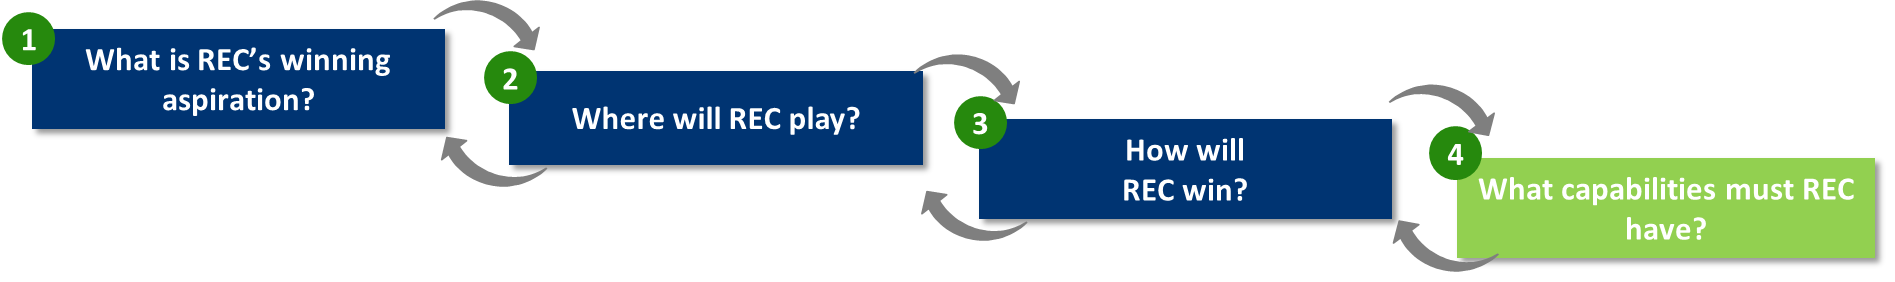 1
What is REC’s winning
aspiration?
2
Where will REC play?
3
How will
REC win?
4
What capabilities must REC
have?